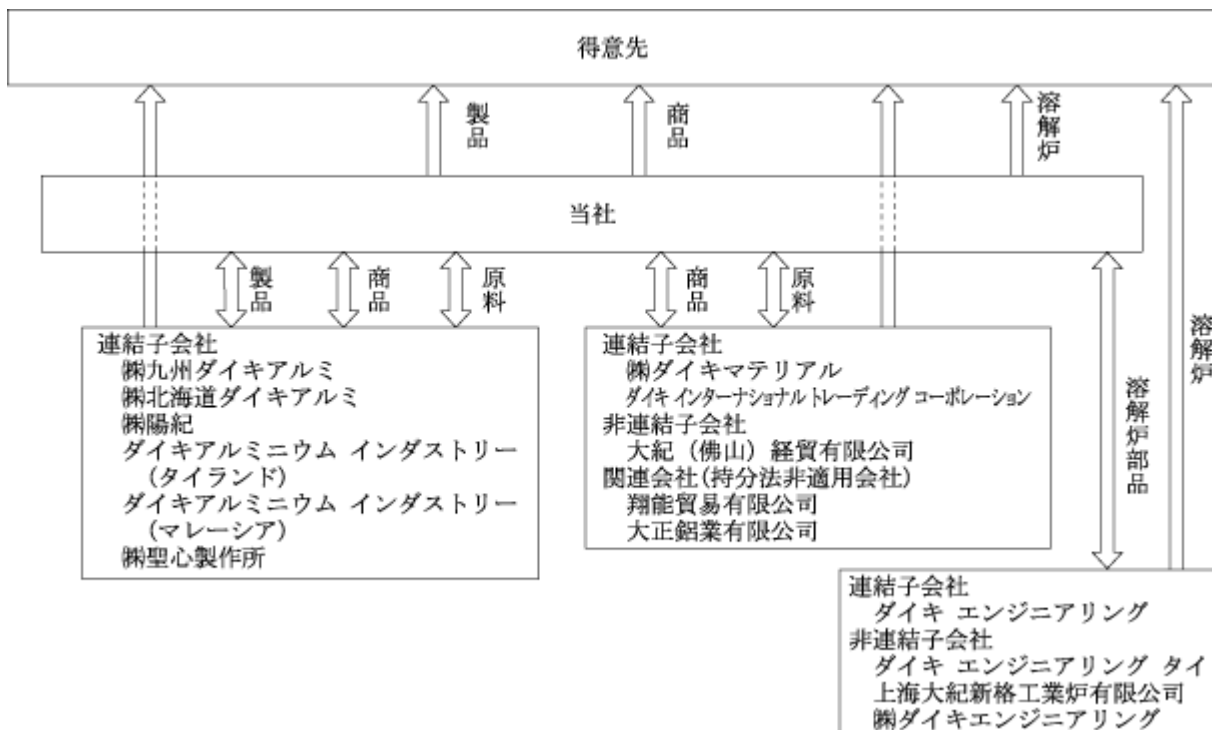 得意先
製品
商品
溶解炉
当社
製品
商品
原料
商品
原料
溶解炉部品
溶解炉
連結子会社
㈱九州ダイキアルミ
㈱北海道ダイキアルミ
㈱陽紀
ダイキアルミニウム インダストリー
(タイランド)
ダイキアルミニウム インダストリー
(マレーシア)
㈱聖心製作所
連結子会社
㈱ダイキマテリアル
ダイキ インターナショナル トレーディング コーポレーション
非連結子会社
大紀(佛山)経貿有限公司
関連会社(持分法非適用会社)
翔能貿易有限公司
大正鋁業有限公司
連結子会社
ダイキ エンジニアリング
非連結子会社
ダイキ エンジニアリング タイ
上海大紀新格工業炉有限公司
㈱ダイキエンジニアリング